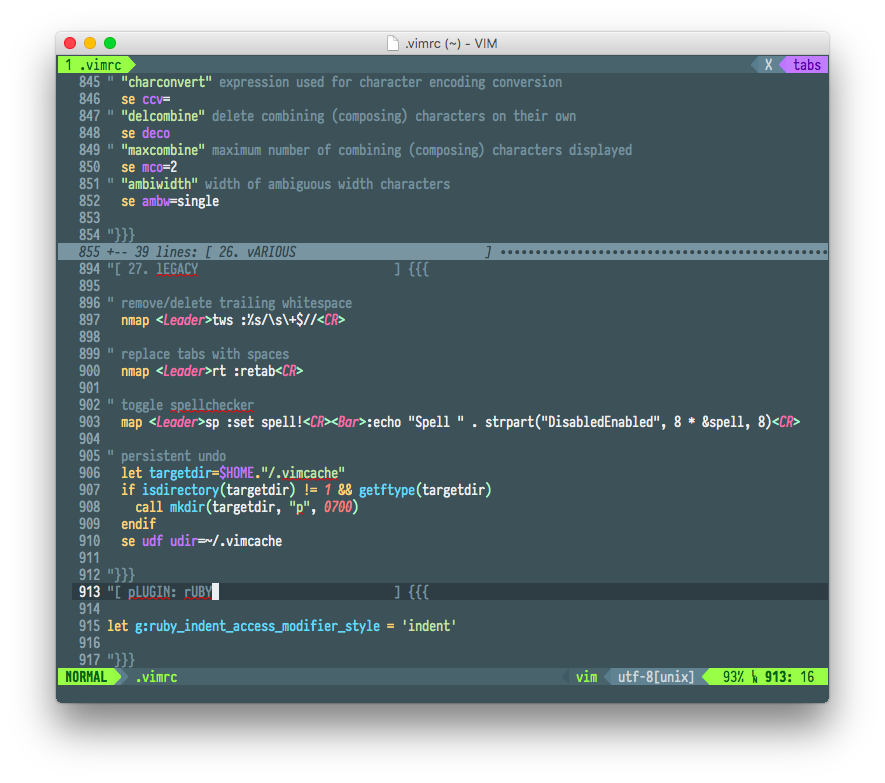 .vimrc (~) - VIM
1 .vimrc X tabs
845 " "charconvert" expression used for character encoding conversion
846 se ccv=
847 " "delcombine" delete combining (composing) characters on their own
848 se deco
849 " "maxcombine" maximum number of combining (composing) characters displayed
850 se mco=2
851 " "ambiwidth" width of ambiguous width characters
852 se ambw=single
853
854 "}}}
855 +-- 39 lines: [ 26. vARIOUS ] •••••••••••••••••••••••••••••••••••••••••••••••
894 "[ 27. lEGACY ] {{{
895
896 " remove/delete trailing whitespace
897 nmap <Leader>tws :%s/\s\+$//<CR>
898
899 " replace tabs with spaces
900 nmap <Leader>rt :retab<CR>
901
902 " toggle spellchecker
903 map <Leader>sp :set spell!<CR><Bar>:echo "Spell " . strpart("DisabledEnabled", 8 * &spell, 8)<CR>
904
905 " persistent undo
906 let targetdir=$HOME."/.vimcache"
907 if isdirectory(targetdir) != 1 && getftype(targetdir)
908 call mkdir(targetdir, "p", 0700)
909 endif
910 se udf udir=~/.vimcache
911
912 "}}}
913 "[ pLUGIN: rUBY ] {{{
914
915 let g:ruby_indent_access_modifier_style = 'indent'
916
917 "}}}
NORMAL .vimrc vim utf-8[unix] 93% ␤ 913: 16